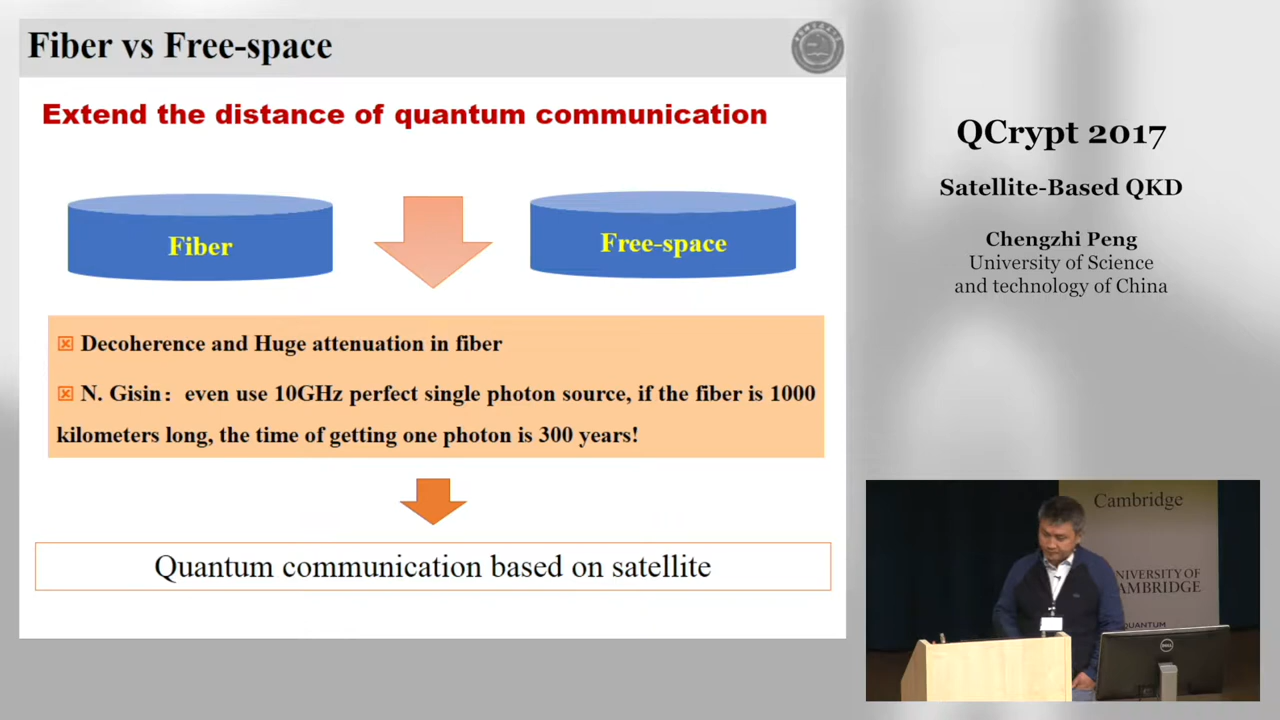 Fiber vs Free-space
Extend the distance of quantum communication
Fiber
Free-space
Decoherence and Huge attenuation in fiber
N. Gisin: even use 10GHz perfect single photon source, if the fiber is 1000
kilometers long, the time of getting one photon is 300 years!
Quantum communication based on satellite
QCrypt 2017
Satellite-Based QKD
Chengzhi Peng
University of Science
and technology of China
Cambridge
NIVERSITY OF
AMBRIDGE
QUANTUM
DELL